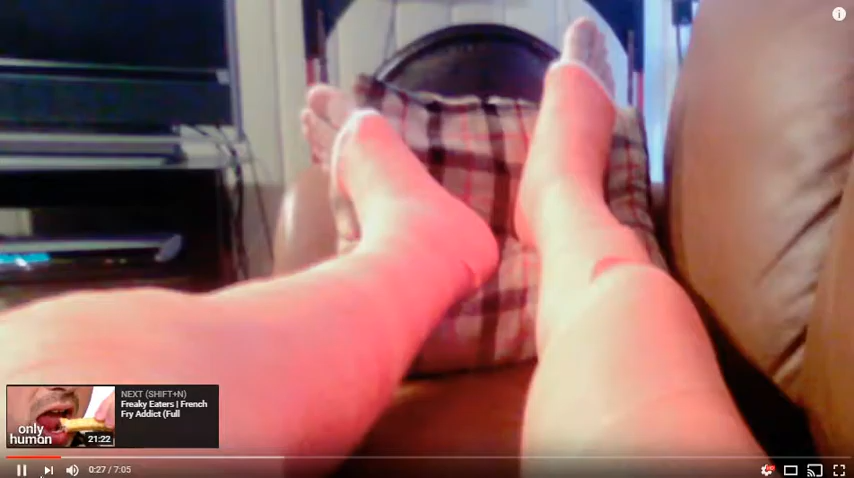 NEXT (SHIFT+N)
Freaky Eaters | French
Fry Addict (Full
only
human
21:22
0:27 / 7:05